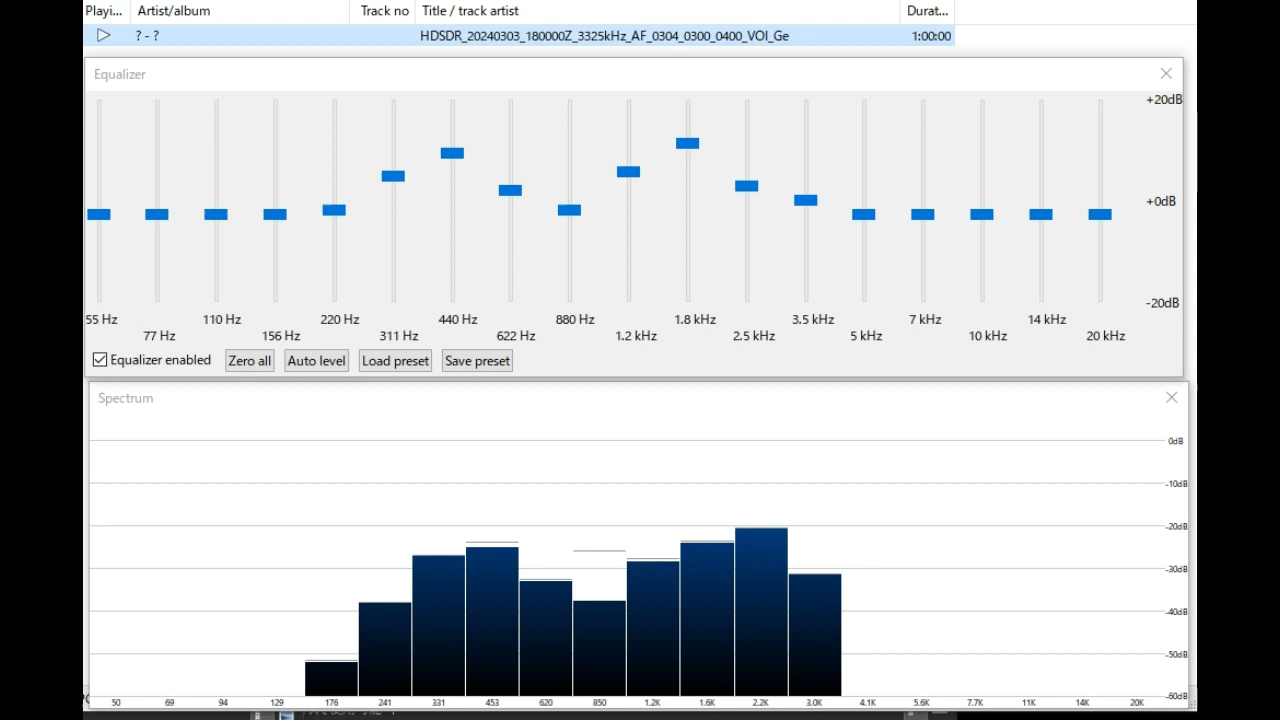 Playi... Artist/album Track no Title / track artist Durat...
? - ? HDSDR_20240303_180000Z_3325kHz_AF_0304_0300_0400_VOI_Ge 1:00:00
Equalizer
+20dB
+0dB
-20dB
55 Hz 110 Hz 220 Hz 440 Hz 880 Hz 1.8 kHz 3.5 kHz 7 kHz 14 kHz
77 Hz 156 Hz 311 Hz 622 Hz 1.2 kHz 2.5 kHz 5 kHz 10 kHz 20 kHz
Equalizer enabled Zero all Auto level Load preset Save preset
Spectrum
0dB
-10dB
-20dB
-30dB
-40dB
-50dB
-60dB
50 69 94 129 176 241 331 453 620 850 1.2K 1.6K 2.2K 3.0K 4.1K 5.6K 7.7K 11K 14K 20K